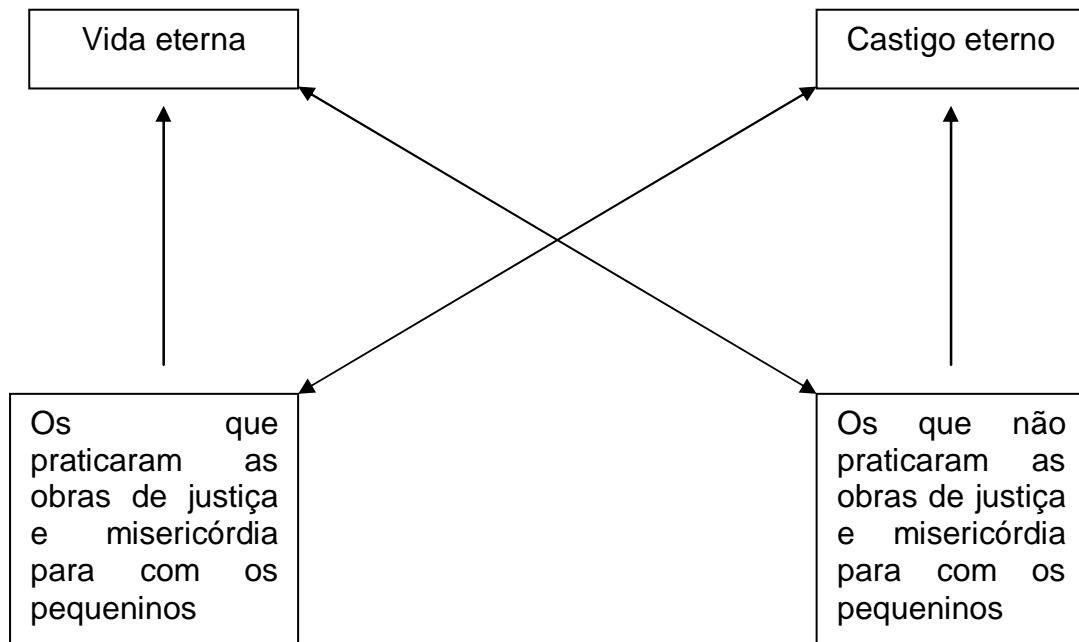 Vida eterna
Castigo eterno
Os que
praticaram as
obras de justiça
e misericórdia
para com os
pequeninos
Os que não
praticaram as
obras de justiça
e misericórdia
para com os
pequeninos